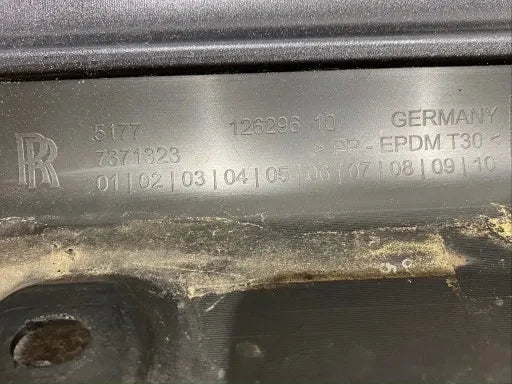 RR
5177 126296 10 GERMANY
7371323 > PP - EPDM T30 <
01|02|03|04|05|06|07|08|09|10